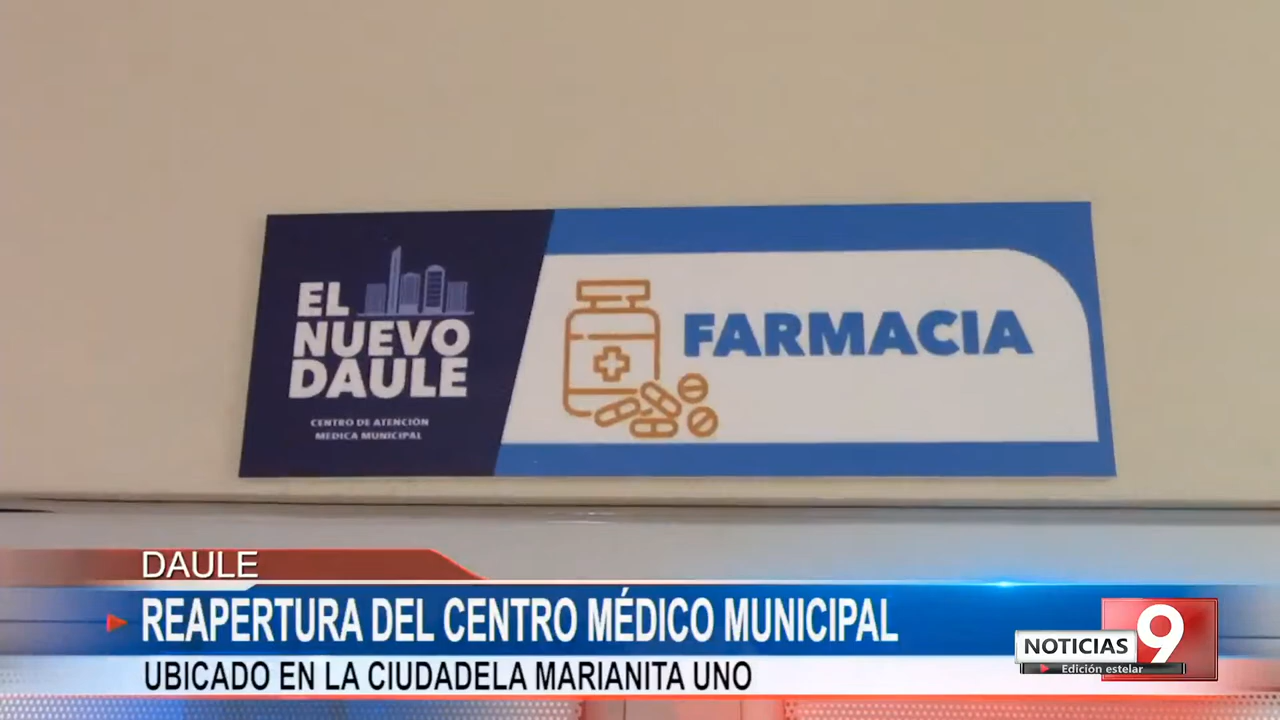 EL
NUEVO
DAULE
CENTRO DE ATENCIÓN
MEDICA MUNICIPAL
FARMACIA
DAULE
REAPERTURA DEL CENTRO MÉDICO MUNICIPAL
UBICADO EN LA CIUDADELA MARIANITA UNO
NOTICIAS 9
Edición estelar